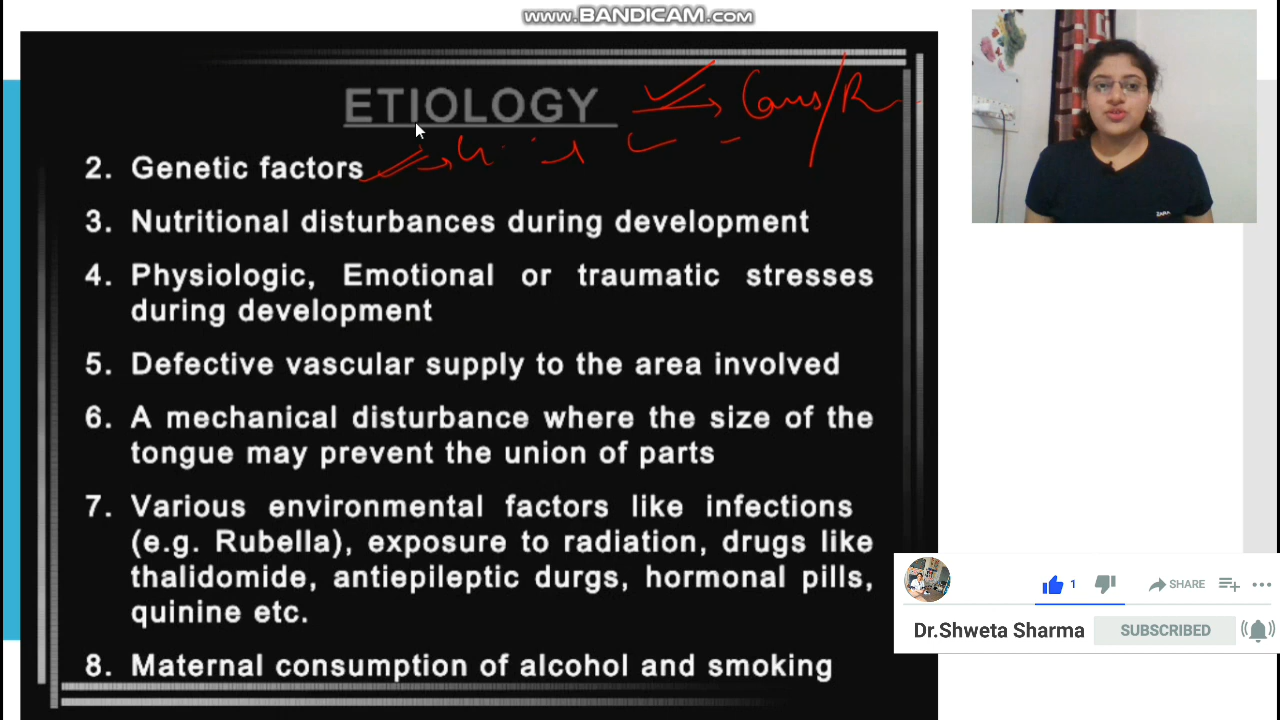 www.BANDICAM.com
ETIOLOGY
2. Genetic factors
3. Nutritional disturbances during development
4. Physiologic, Emotional or traumatic stresses
during development
5. Defective vascular supply to the area involved
6. A mechanical disturbance where the size of the
tongue may prevent the union of parts
7. Various environmental factors like infections
(e.g. Rubella), exposure to radiation, drugs like
thalidomide, antiepileptic durgs, hormonal pills,
quinine etc.
8. Maternal consumption of alcohol and smoking
1 SHARE
Dr.Shweta Sharma SUBSCRIBED